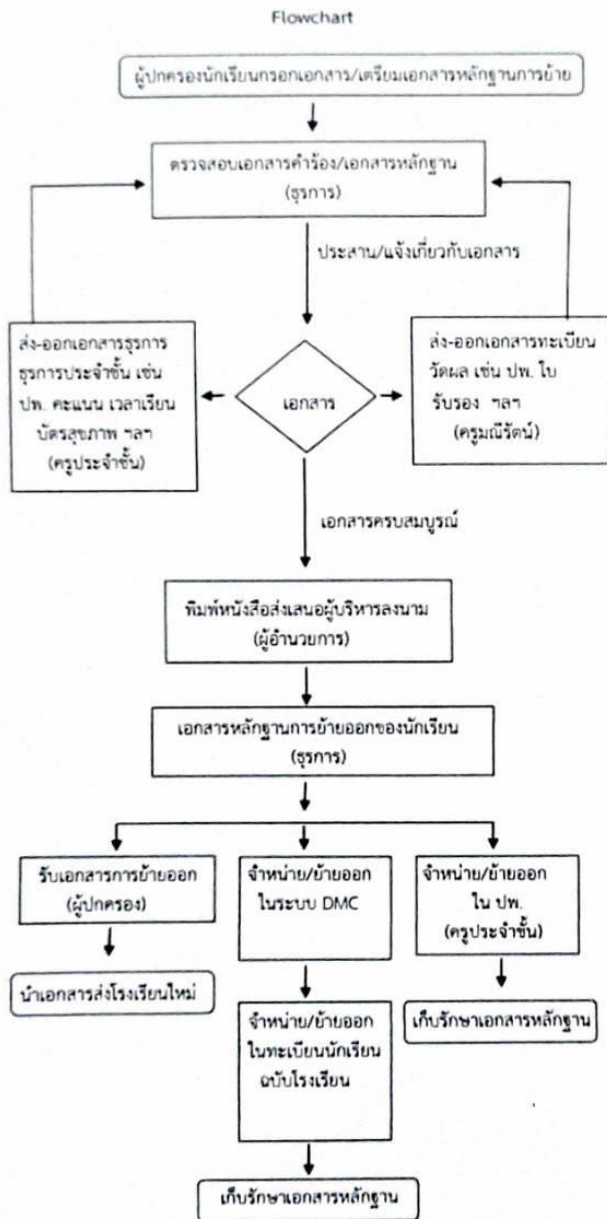 Flowchart
ผู้ปกครองนักเรียนกรอกเอกสาร/เตรียมเอกสารหลักฐานการย้าย
ตรวจสอบเอกสารคำร้อง/เอกสารหลักฐาน
(ธุรการ)
ประสาน/แจ้งเกี่ยวกับเอกสาร
ส่ง-ออกเอกสารธุรการ
ธุรการประจำชั้น เช่น
ปพ. คะแนน เวลาเรียน
บัตรสุขภาพ ฯลฯ
(ครูประจำชั้น)
เอกสาร
ส่ง-ออกเอกสารทะเบียน
วัดผล เช่น ปพ. ใบ
รับรอง ฯลฯ
(ครูมณีรัตน์)
เอกสารครบสมบูรณ์
พิมพ์หนังสือส่งเสนอผู้บริหารลงนาม
(ผู้อำนวยการ)
เอกสารหลักฐานการย้ายออกของนักเรียน
(ธุรการ)
รับเอกสารการย้ายออก
(ผู้ปกครอง)
นำเอกสารส่งโรงเรียนใหม่
จำหน่าย/ย้ายออก
ในระบบ DMC
จำหน่าย/ย้ายออก
ในทะเบียนนักเรียน
ฉบับโรงเรียน
เก็บรักษาเอกสารหลักฐาน
จำหน่าย/ย้ายออก
ใน ปพ.
(ครูประจำชั้น)
เก็บรักษาเอกสารหลักฐาน